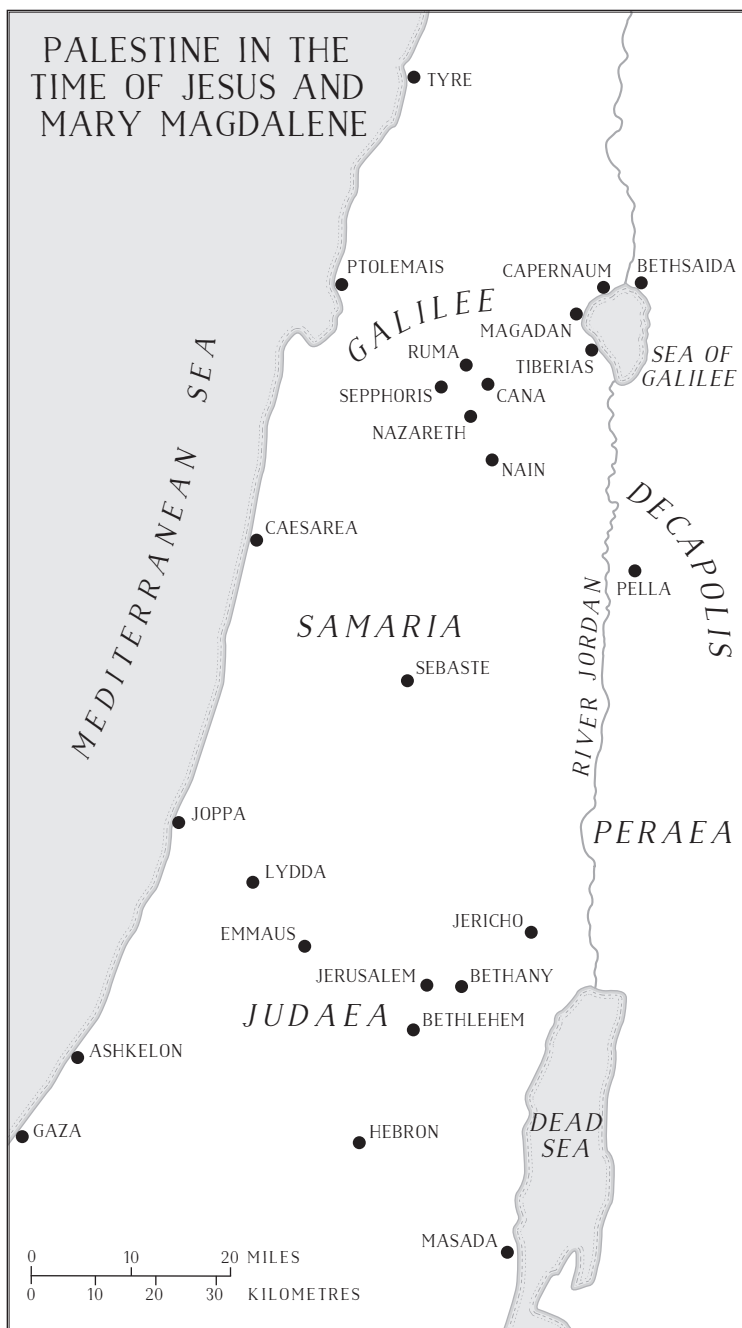 PALESTINE IN THE
TIME OF JESUS AND
MARY MAGDALENE
TYRE
PTOLEMAIS
CAPERNAUM
BETHSAIDA
GALILEE
MAGADAN
RUMA
TIBERIAS
SEA OF
GALILEE
SEPPHORIS
CANA
NAZARETH
NAIN
MEDITERRANEAN SEA
DECAPOLIS
CAESAREA
PELLA
SAMARIA
RIVER JORDAN
SEBASTE
JOPPA
PERAEA
LYDDA
JERICHO
EMMAUS
JERUSALEM
BETHANY
JUDAEA
BETHLEHEM
ASHKELON
GAZA
HEBRON
DEAD
SEA
MASADA
0 10 20 MILES
0 10 20 30 KILOMETRES